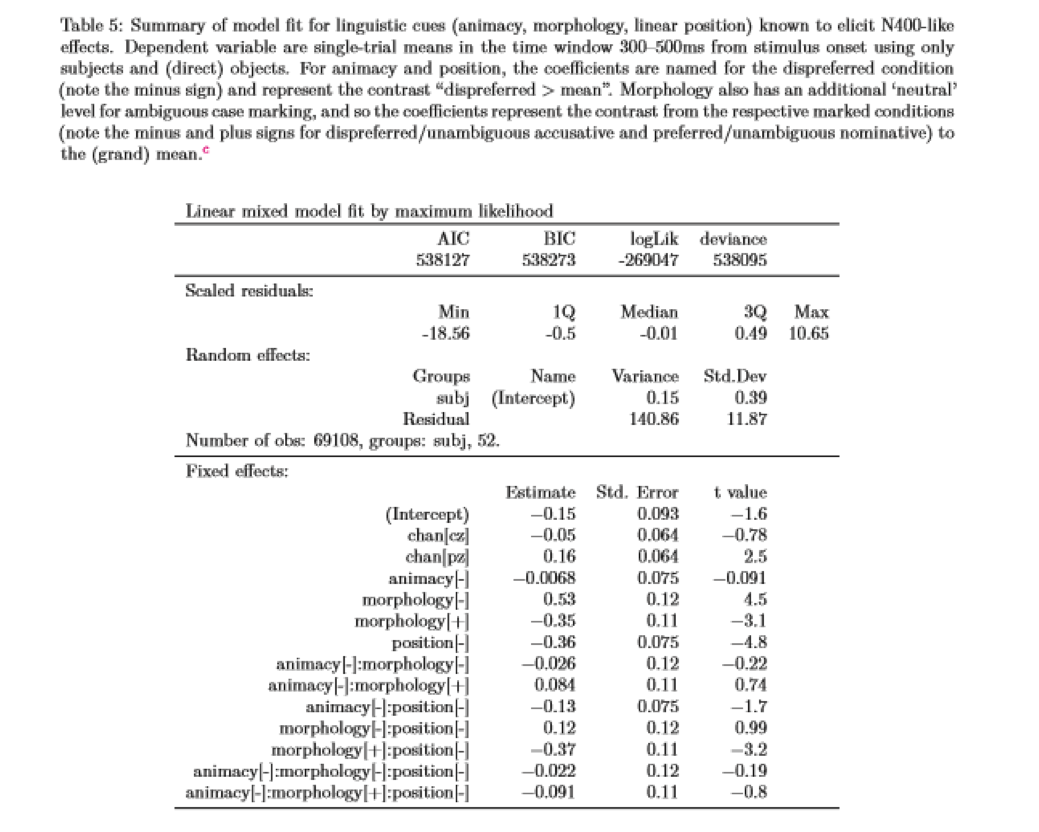 Table 5: Summary of model fit for linguistic cues (animacy, morphology, linear position) known to elicit N400-like
effects. Dependent variable are single-trial means in the time window 300–500ms from stimulus onset using only
subjects and (direct) objects. For animacy and position, the coefficients are named for the dispreferred condition
(note the minus sign) and represent the contrast “dispreferred > mean”. Morphology also has an additional ‘neutral’
level for ambiguous case marking, and so the coefficients represent the contrast from the respective marked conditions
(note the minus and plus signs for dispreferred/unambiguous accusative and preferred/unambiguous nominative) to
the (grand) mean.c
Linear mixed model fit by maximum likelihood
AIC BIC logLik deviance
538127 538273 -269047 538095
Scaled residuals:
Min 1Q Median 3Q Max
-18.56 -0.5 -0.01 0.49 10.65
Random effects:
Groups Name Variance Std.Dev
subj (Intercept) 0.15 0.39
Residual 140.86 11.87
Number of obs: 69108, groups: subj, 52.
Fixed effects:
Estimate Std. Error t value
(Intercept) −0.15 0.093 −1.6
chan[cz] −0.05 0.064 −0.78
chan[pz] 0.16 0.064 2.5
animacy[-] −0.0068 0.075 −0.091
morphology[-] 0.53 0.12 4.5
morphology[+] −0.35 0.11 −3.1
position[-] −0.36 0.075 −4.8
animacy[-]:morphology[-] −0.026 0.12 −0.22
animacy[-]:morphology[+] 0.084 0.11 0.74
animacy[-]:position[-] −0.13 0.075 −1.7
morphology[-]:position[-] 0.12 0.12 0.99
morphology[+]:position[-] −0.37 0.11 −3.2
animacy[-]:morphology[-]:position[-] −0.022 0.12 −0.19
animacy[-]:morphology[+]:position[-] −0.091 0.11 −0.8